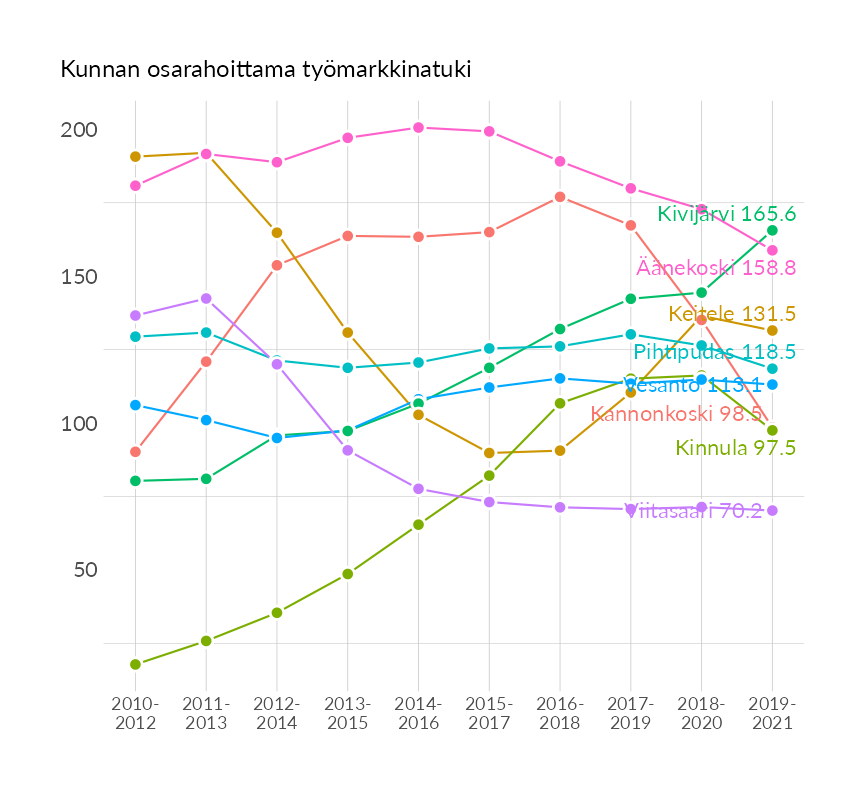 Kunnan osarahoittama työmarkkinatuki
200
150
100
50
Kivijärvi 165.6
Äänekoski 158.8
Keitele 131.5
Pihtipudas 118.5
Vesanto 113.1
Kannonkoski 98.5
Kinnula 97.5
Viitasaari 70.2
2010- 2011- 2012- 2013- 2014- 2015- 2016- 2017- 2018- 2019-
2012 2013 2014 2015 2016 2017 2018 2019 2020 2021